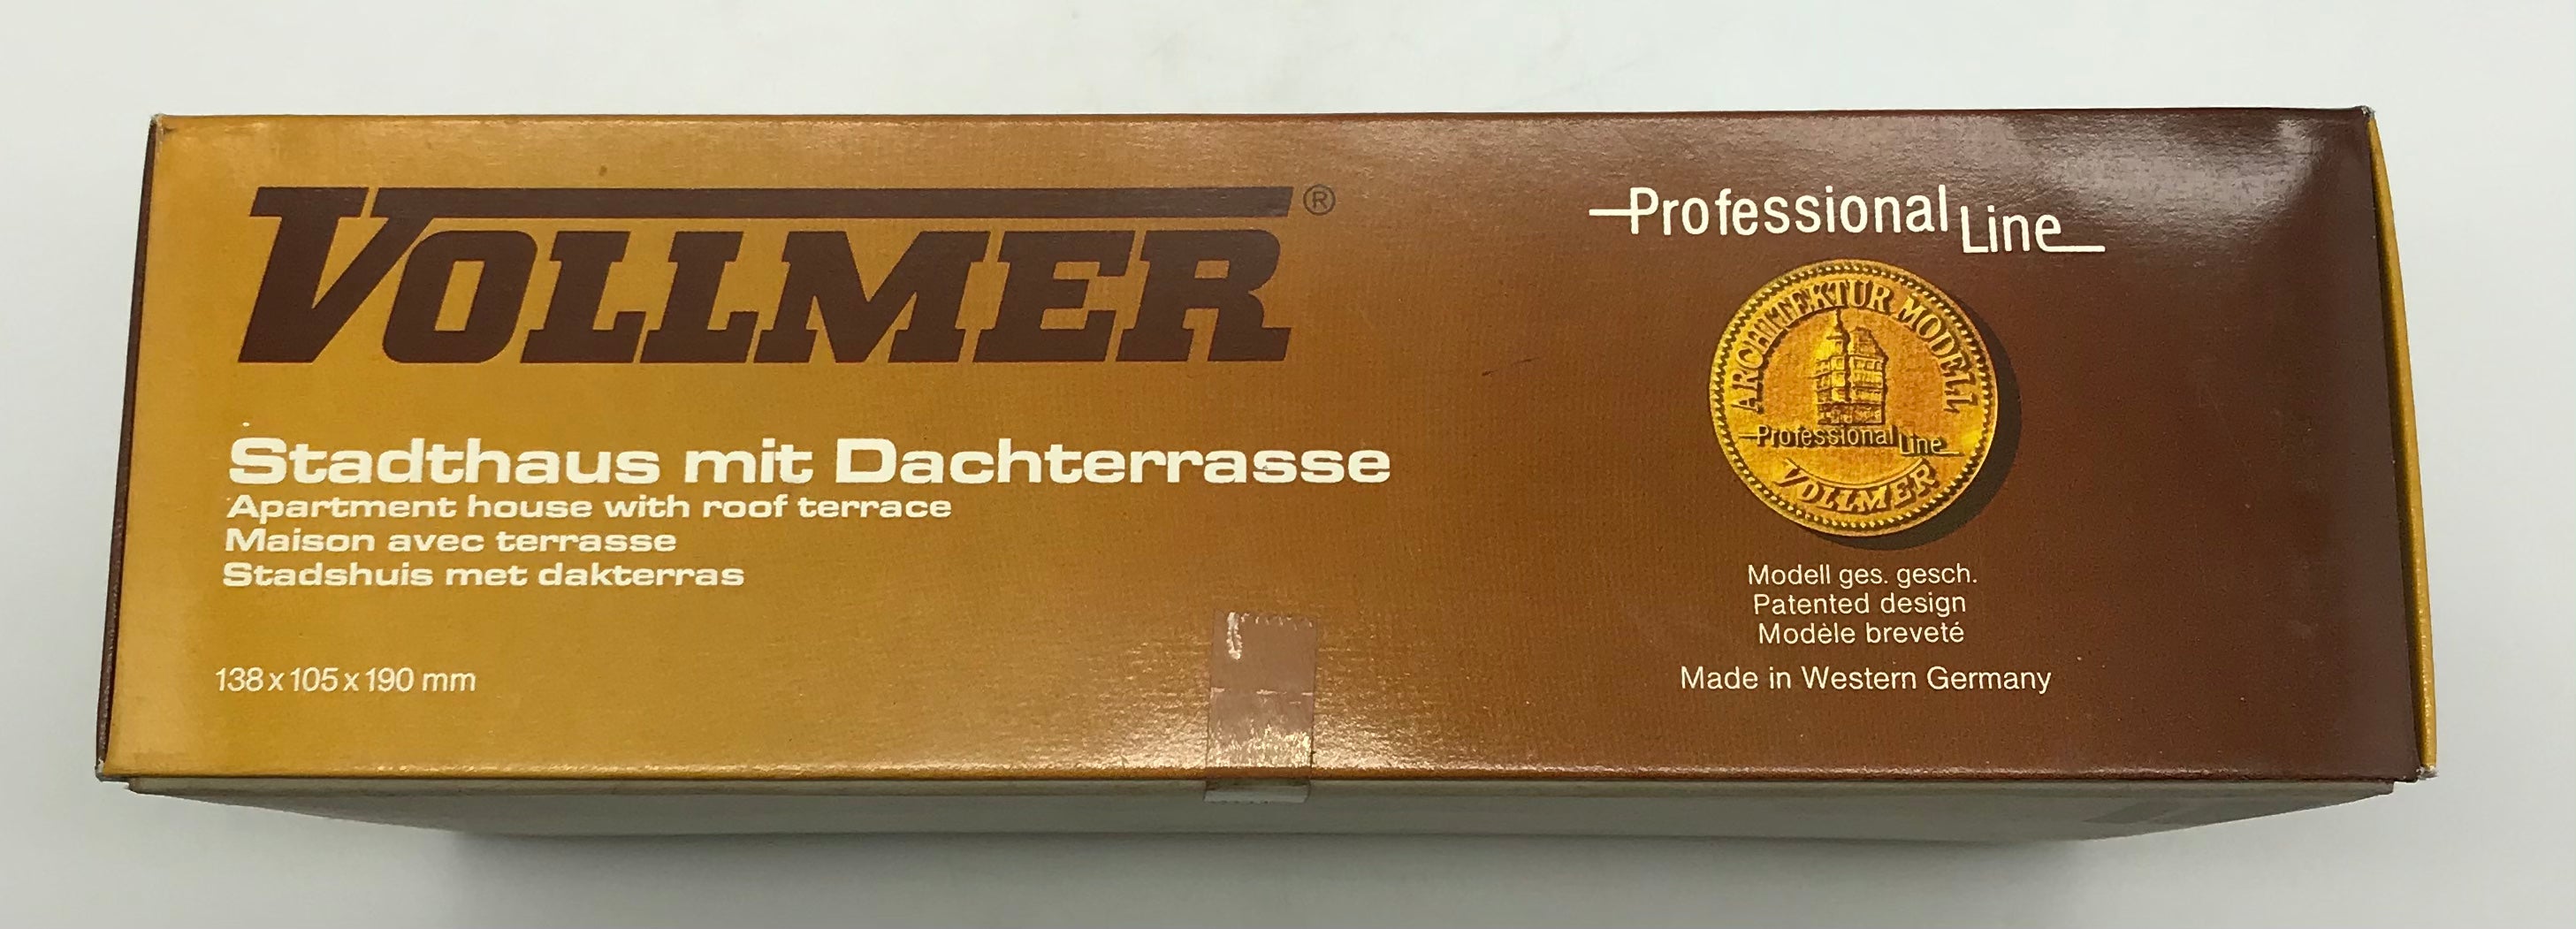 VOLLMER ®
Stadthaus mit Dachterrasse
Apartment house with roof terrace
Maison avec terrasse
Stadshuis met dakterras
138 x 105 x 190 mm
Professional Line
ARCHITEKTUR MODELL
Professional Line
VOLLMER
Modell ges. gesch.
Patented design
Modèle breveté
Made in Western Germany